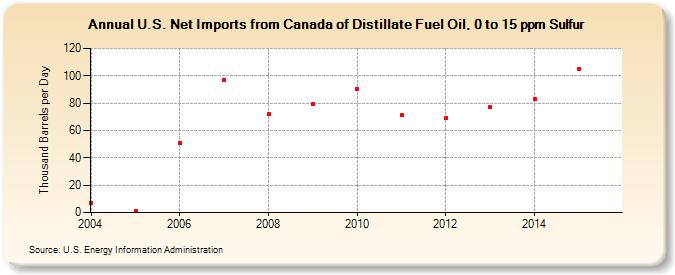 Annual U.S. Net Imports from Canada of Distillate Fuel Oil, 0 to 15 ppm Sulfur
Thousand Barrels per Day
120
100
80
60
40
20
0
2004 2006 2008 2010 2012 2014
Source: U.S. Energy Information Administration